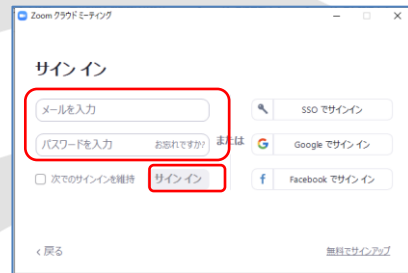 Zoom クラウド ミーティング
サイン イン
メールを入力
パスワードを入力 お忘れですか?
または
次でのサインインを維持
サイン イン
SSO でサインイン
Google でサイン イン
Facebook でサイン イン
< 戻る
無料でサインアップ